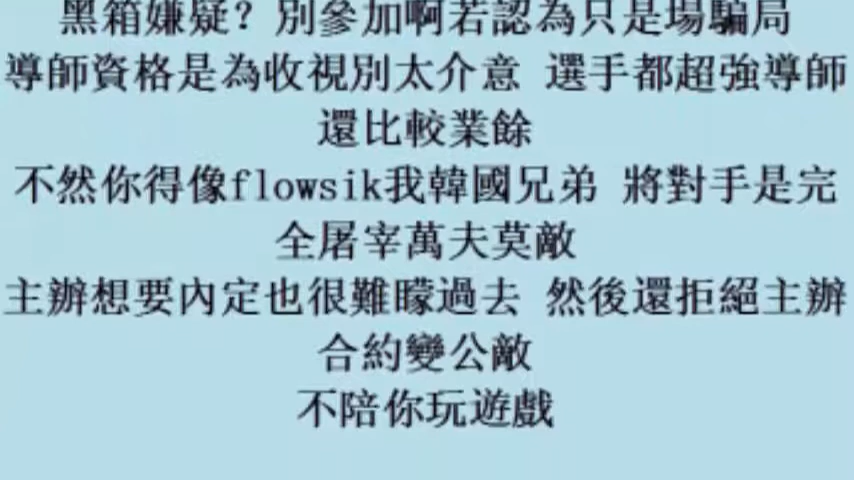 黑箱嫌疑？別參加啊若認為只是場騙局
導師資格是為收視別太介意 選手都超強導師
還比較業餘
不然你得像flowsik我韓國兄弟 將對手是完
全屠宰萬夫莫敵
主辦想要內定也很難矇過去 然後還拒絕主辦
合約變公敵
不陪你玩遊戲